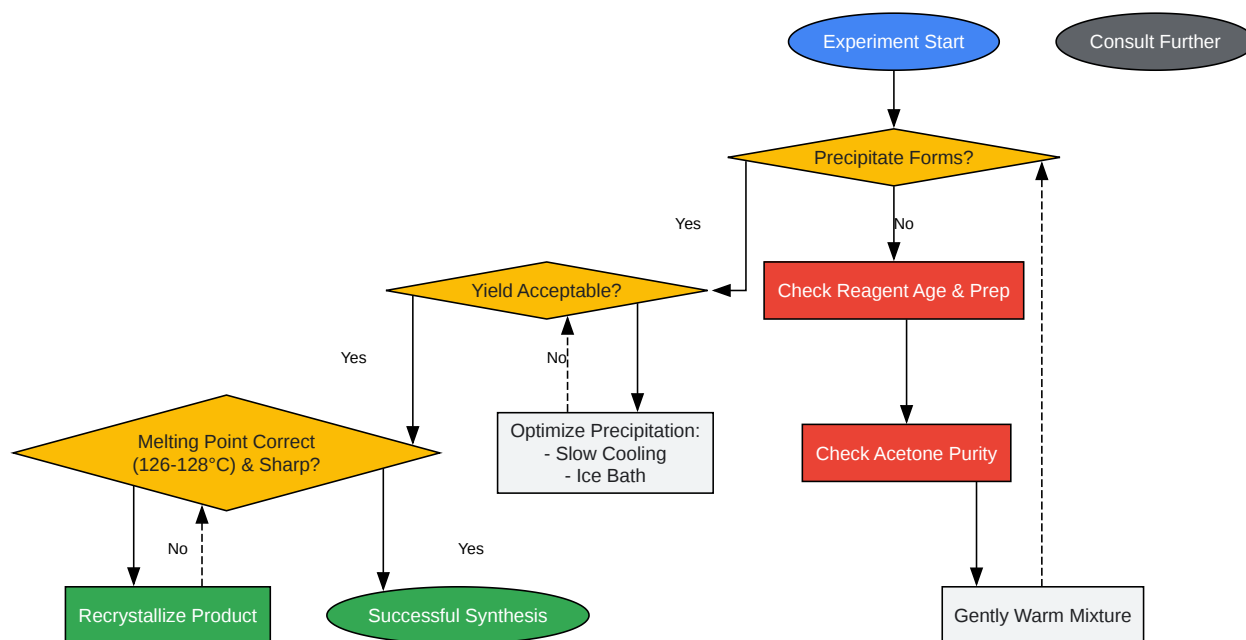 Experiment Start
Consult Further
Precipitate Forms?
Yes
No
Yield Acceptable?
Check Reagent Age & Prep
Yes
No
Melting Point Correct
(126-128°C) & Sharp?
Optimize Precipitation:
- Slow Cooling
- Ice Bath
Check Acetone Purity
No
Yes
Recrystallize Product
Successful Synthesis
Gently Warm Mixture